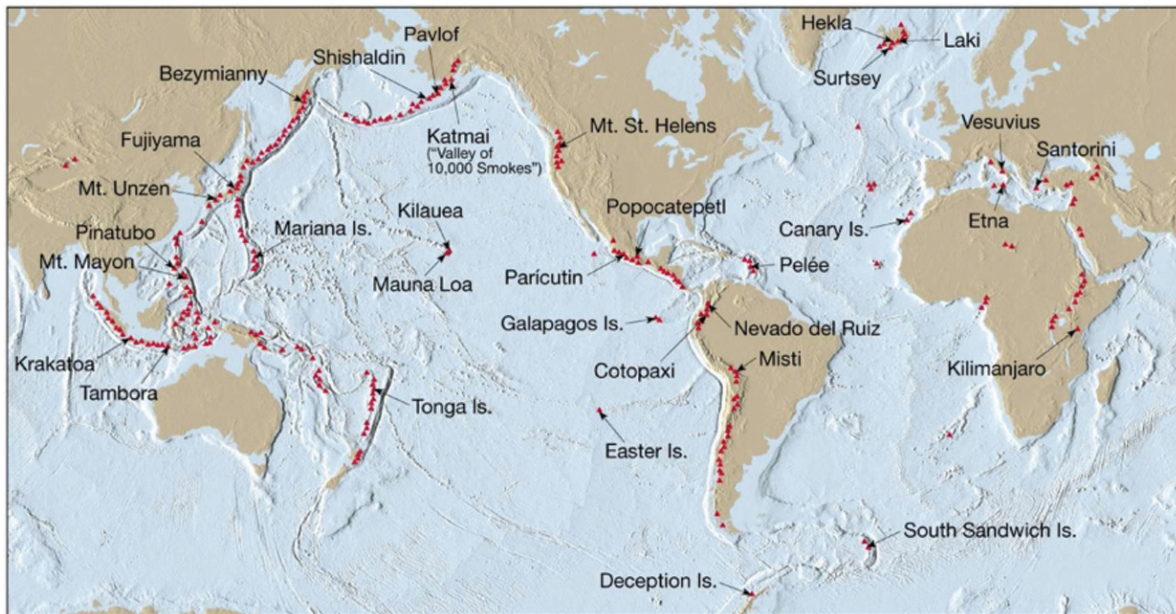 Hekla
Laki
Pavlof
Shishaldin
Surtsey
Bezymianny
Katmai
("Valley of
10,000 Smokes")
Mt. St. Helens
Vesuvius
Fujiyama
Santorini
Mt. Unzen
Popocatepetl
Kilauea
Etna
Canary Is.
Mariana Is.
Pinatubo
Mt. Mayon
Pelée
Parícutin
Mauna Loa
Galapagos Is.
Nevado del Ruiz
Krakatoa
Misti
Cotopaxi
Kilimanjaro
Tambora
Tonga Is.
Easter Is.
South Sandwich Is.
Deception Is.